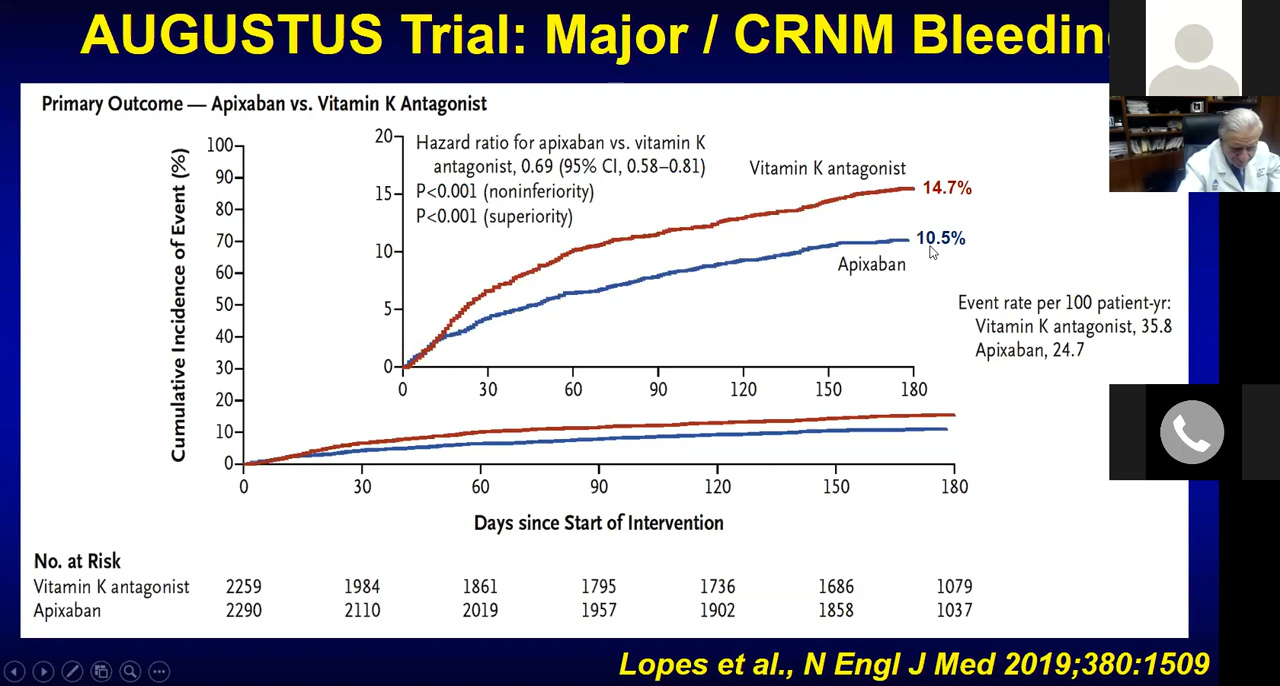 AUGUSTUS Trial: Major / CRNM Bleeding
Primary Outcome — Apixaban vs. Vitamin K Antagonist
Cumulative Incidence of Event (%)
100
90
80
70
60
50
40
30
20
10
0
20
15
10
5
0
Hazard ratio for apixaban vs. vitamin K
antagonist, 0.69 (95% CI, 0.58–0.81)
P<0.001 (noninferiority)
P<0.001 (superiority)
Vitamin K antagonist
14.7%
10.5%
Apixaban
0 30 60 90 120 150 180
Event rate per 100 patient-yr:
Vitamin K antagonist, 35.8
Apixaban, 24.7
0 30 60 90 120 150 180
Days since Start of Intervention
No. at Risk
Vitamin K antagonist 2259 1984 1861 1795 1736 1686 1079
Apixaban 2290 2110 2019 1957 1902 1858 1037
Lopes et al., N Engl J Med 2019;380:1509